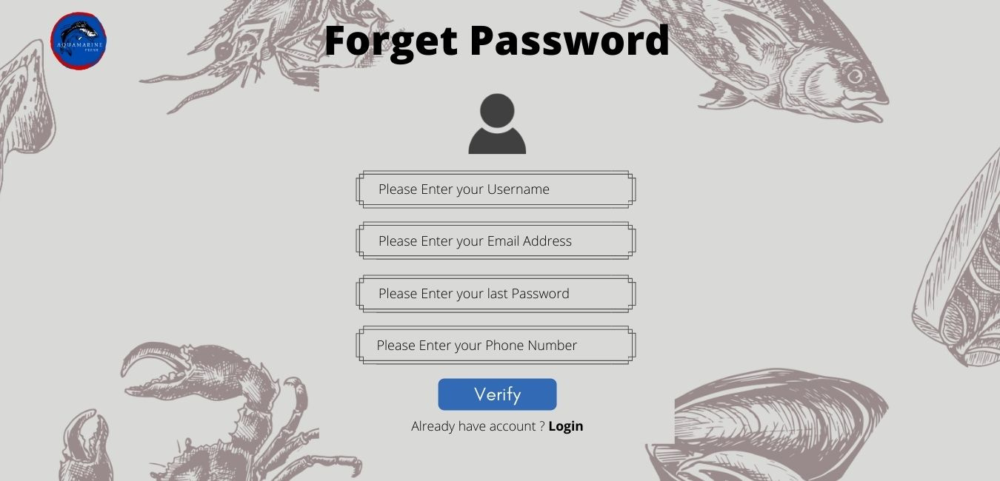 AQUAMARINE
FRESH
Forget Password
Please Enter your Username
Please Enter your Email Address
Please Enter your last Password
Please Enter your Phone Number
Verify
Already have account ? Login